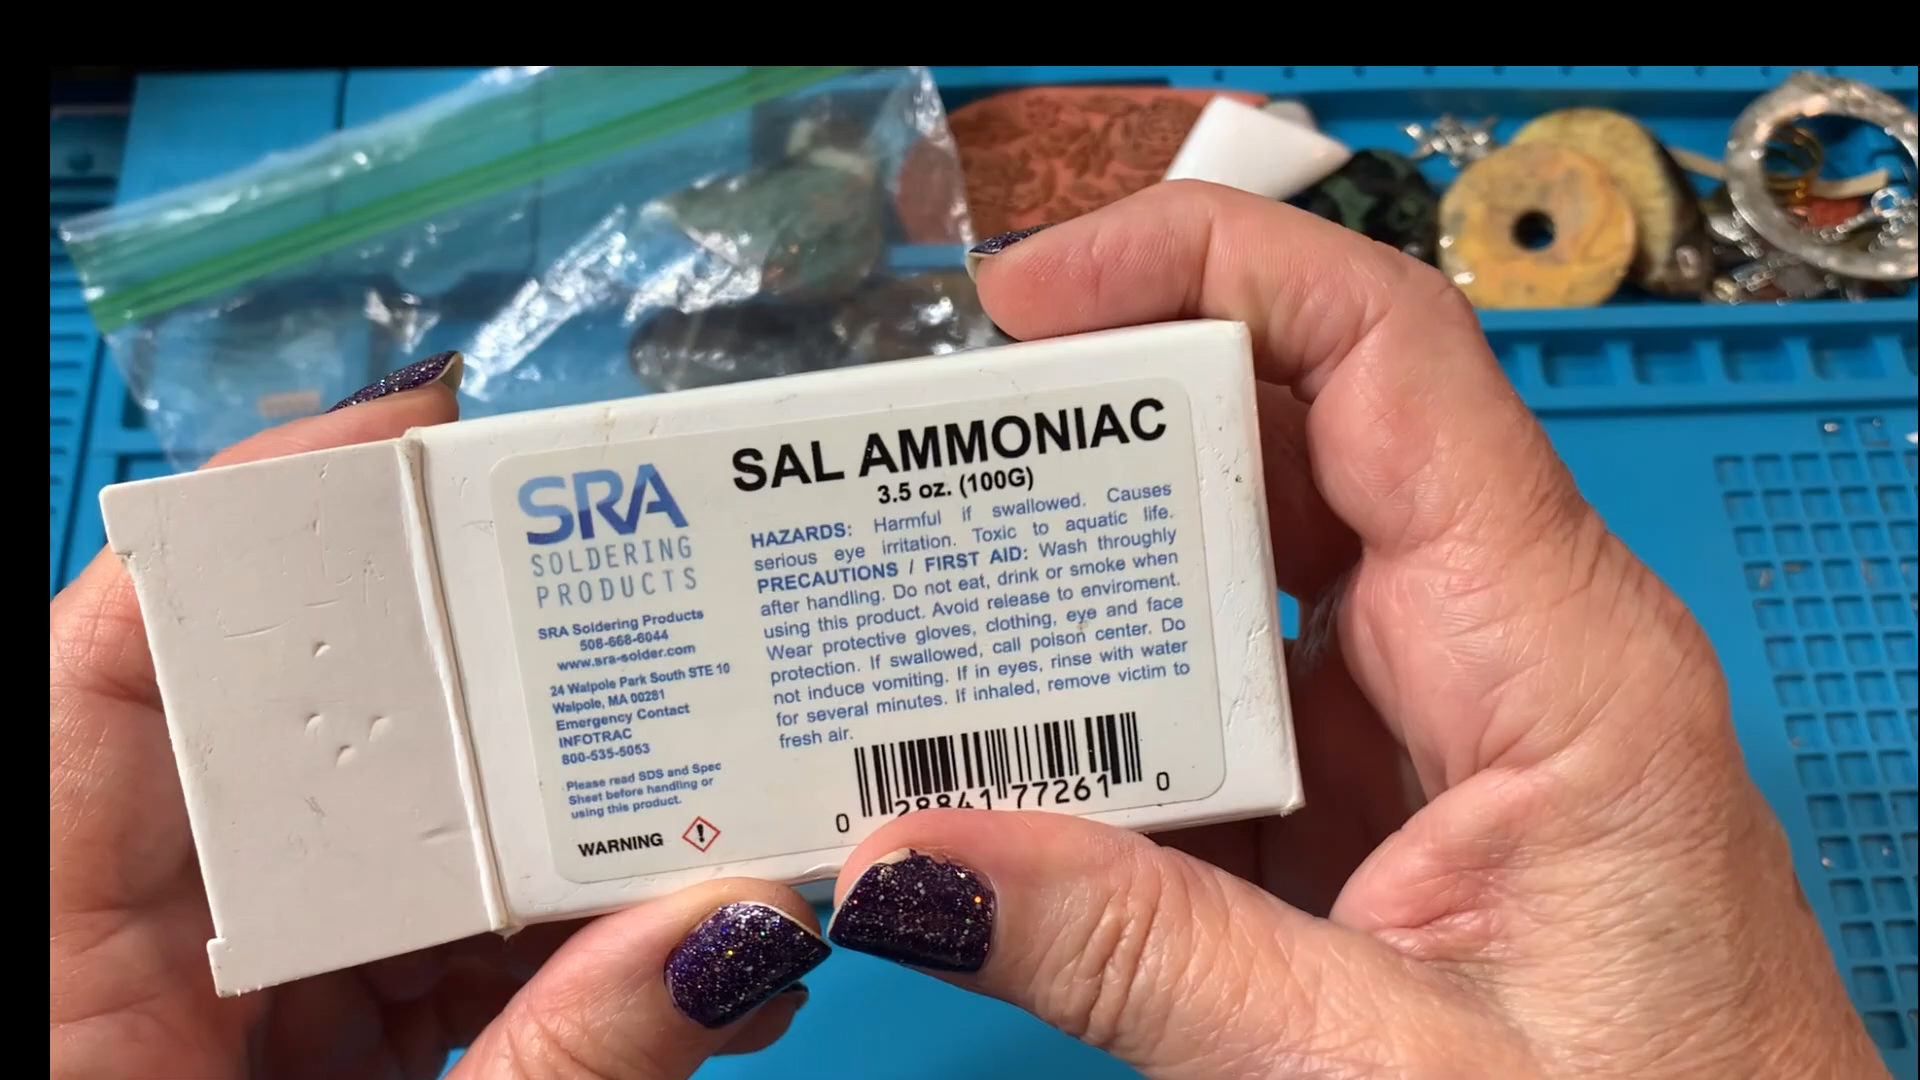 SRA
SOLDERING
PRODUCTS
SRA Soldering Products
508-668-6044
www.sra-solder.com
24 Walpole Park South STE 10
Walpole, MA 00281
Emergency Contact
INFOTRAC
800-535-5053
Please read SDS and Spec
Sheet before handling or
using this product.
WARNING
SAL AMMONIAC
3.5 oz. (100G)
HAZARDS: Harmful if swallowed. Causes
serious eye irritation. Toxic to aquatic life.
PRECAUTIONS / FIRST AID: Wash throughly
after handling. Do not eat, drink or smoke when
using this product. Avoid release to enviroment.
Wear protective gloves, clothing, eye and face
protection. If swallowed, call poison center. Do
not induce vomiting. If in eyes, rinse with water
for several minutes. If inhaled, remove victim to
fresh air.
0 28841 77261 0